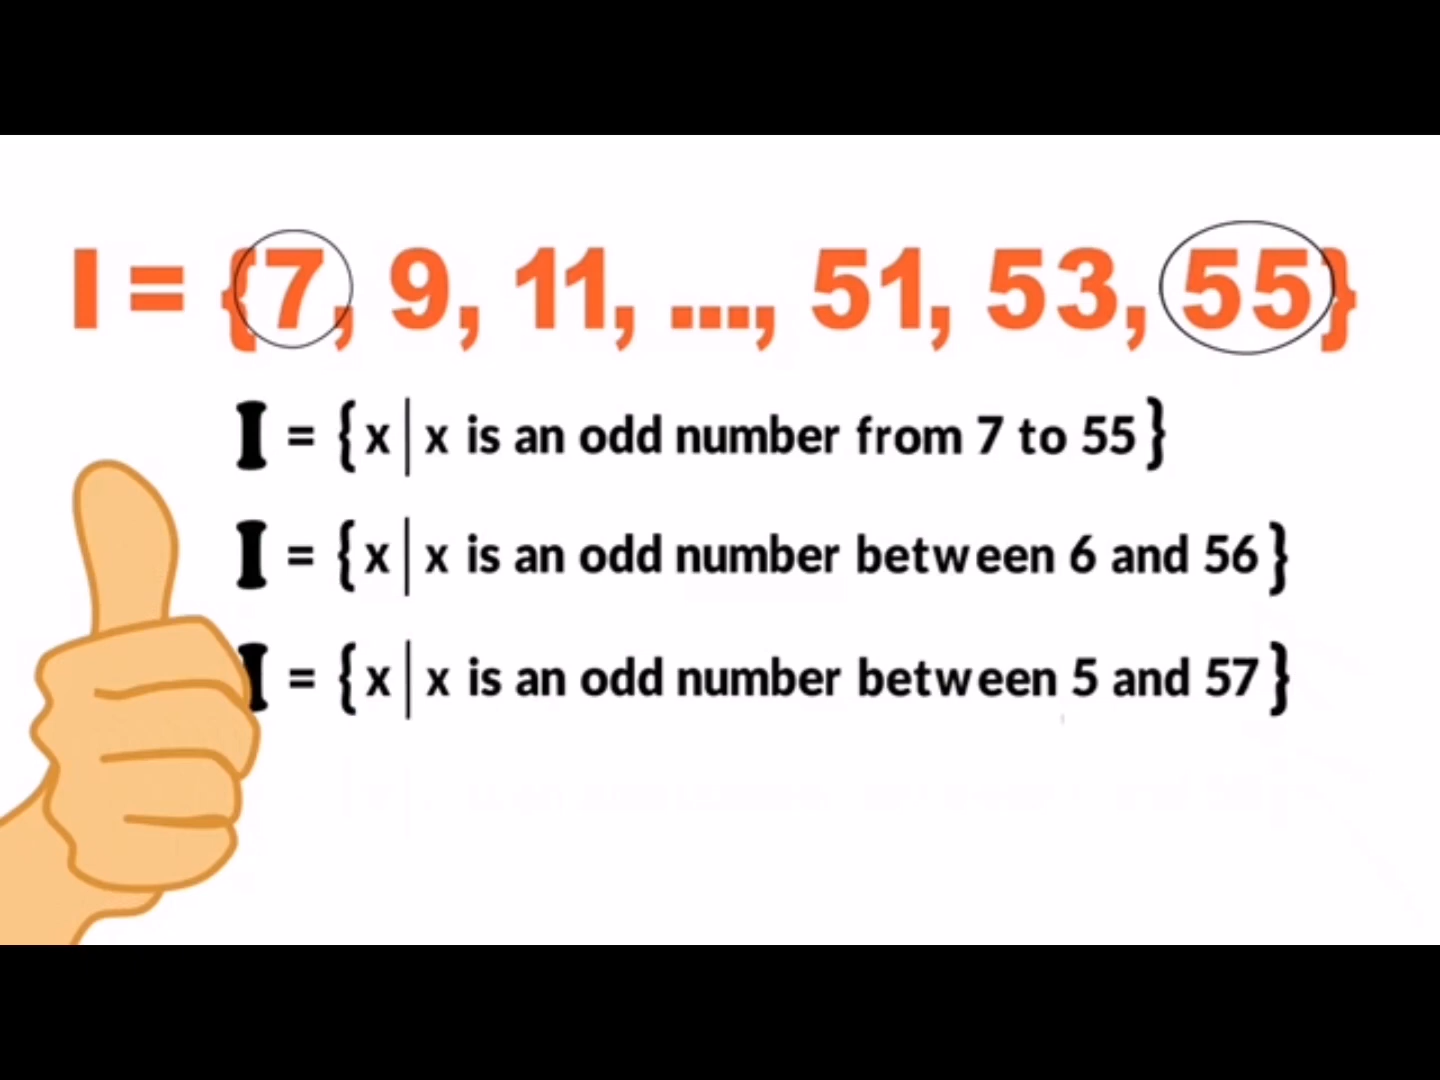 I = {7, 9, 11, ..., 51, 53, 55}
I = {x|x is an odd number from 7 to 55}
I = {x|x is an odd number between 6 and 56}
I = {x|x is an odd number between 5 and 57}